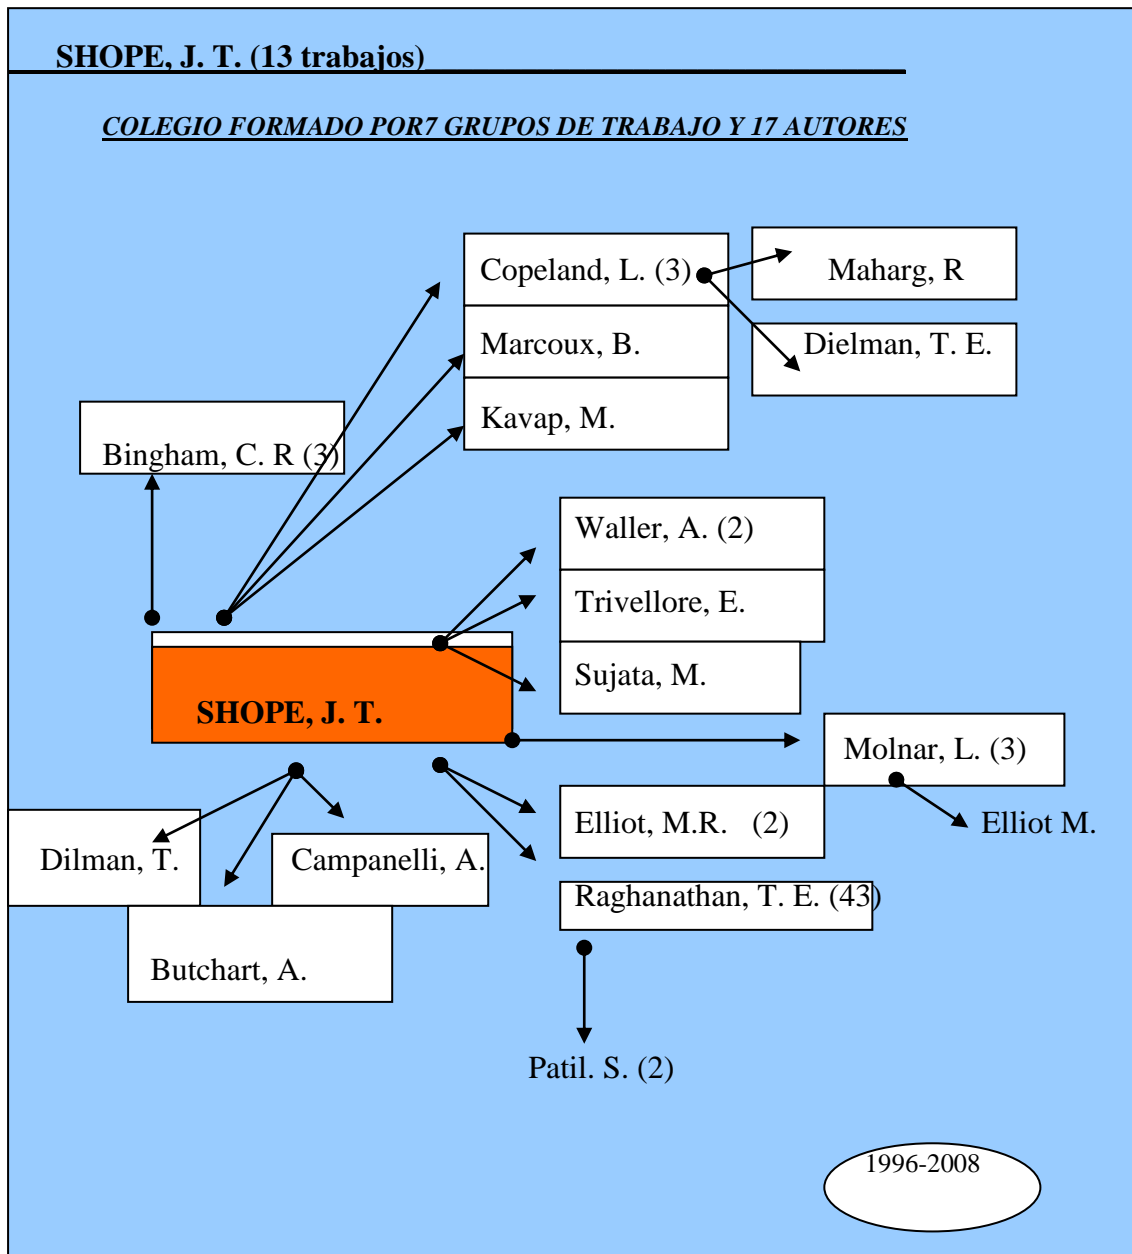 SHOPE, J. T. (13 trabajos)
COLEGIO FORMADO POR7 GRUPOS DE TRABAJO Y 17 AUTORES
Copeland, L. (3)
Maharg, R
Marcoux, B.
Dielman, T. E.
Kavap, M.
Bingham, C. R (3)
Waller, A. (2)
Trivellore, E.
Sujata, M.
SHOPE, J. T.
Molnar, L. (3)
Elliot, M.R. (2)
Elliot M.
Dilman, T.
Campanelli, A.
Raghanathan, T. E. (43)
Butchart, A.
Patil. S. (2)
1996-2008